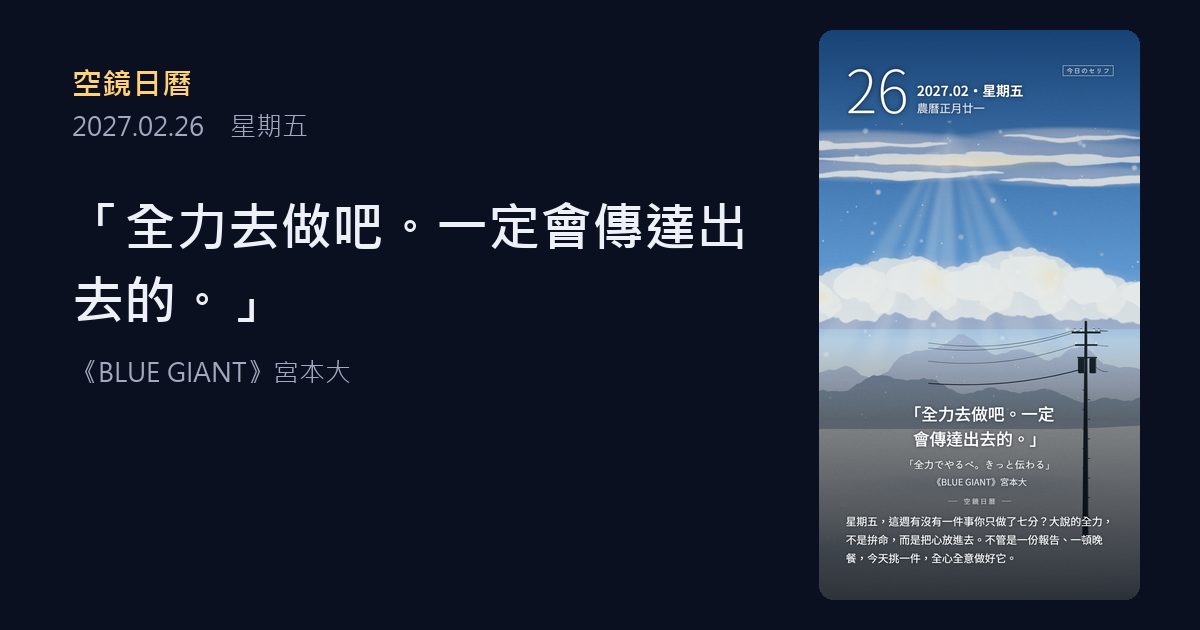 空鏡日曆
2027.02.26 星期五
「全力去做吧。一定會傳達出
去的。」
《BLUE GIANT》宮本大
今日のセリフ
26
2027.02・星期五
農曆正月廿一
「全力去做吧。一定
會傳達出去的。」
「全力でやるべ。きっと伝わる」
《BLUE GIANT》宮本大
— 空鏡日曆 —
星期五，這週有沒有一件事你只做了七分？大說的全力，
不是拚命，而是把心放進去。不管是一份報告、一頓晚
餐，今天挑一件，全心全意做好它。